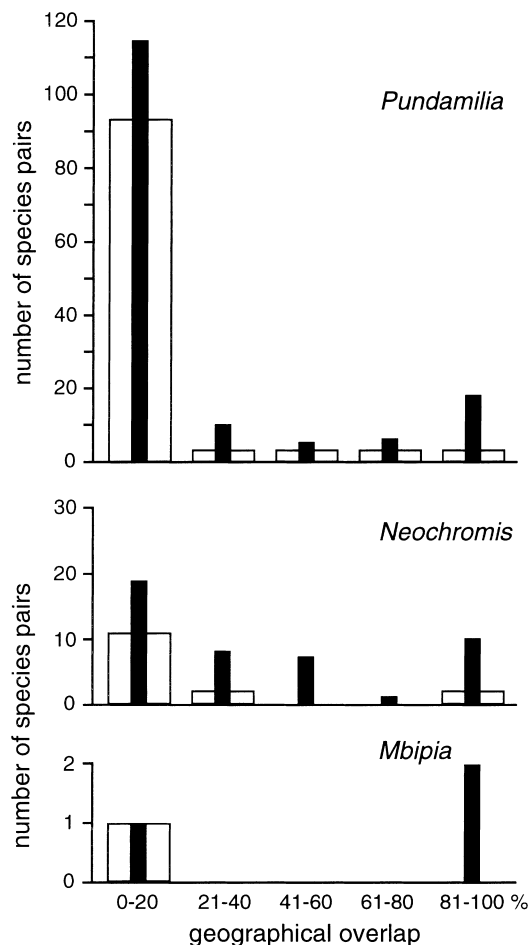 120
Pundamilia
100
80
60
40
20
0
number of species pairs
30
Neochromis
20
10
0
number of species pairs
Mbipia
2
1
0
0-20 21-40 41-60 61-80 81-100 %
geographical overlap